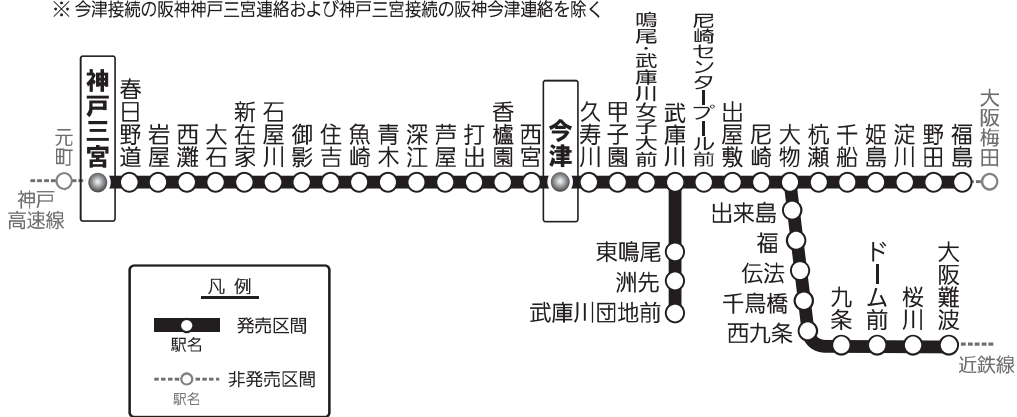 ※ 今津接続の阪神神戸三宮連絡および神戸三宮接続の阪神今津連絡を除く
元町
神戸三宮
春日野道
岩屋
西灘
大石
新在家
石屋川
御影
住吉
魚崎
青木
深江
芦屋
打出
香櫨園
西宮
今津
久寿川
甲子園
鳴尾・武庫川女子大前
武庫川
尼崎センタープール前
出屋敷
尼崎
大物
杭瀬
千船
姫島
淀川
野田
福島
大阪梅田
神戸
高速線
東鳴尾
洲先
武庫川団地前
出来島
福
伝法
千鳥橋
西九条
九条
ドーム前
桜川
大阪難波
近鉄線
凡 例
発売区間
駅名
非発売区間
駅名